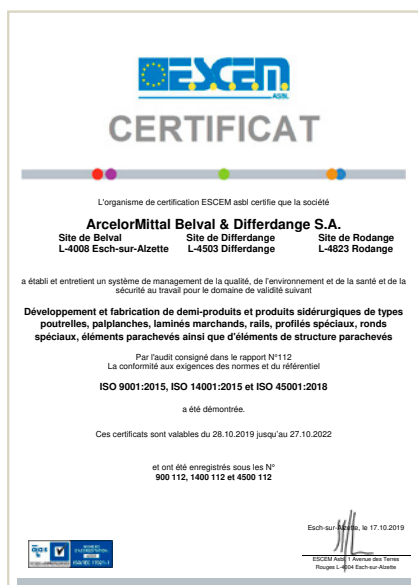 E.S.C.E.M.
ASBL
CERTIFICAT
L'organisme de certification ESCEM asbl certifie que la société
ArcelorMittal Belval & Differdange S.A.
Site de Belval Site de Differdange Site de Rodange
L-4008 Esch-sur-Alzette L-4503 Differdange L-4823 Rodange
a établi et entretient un système de management de la qualité, de l'environnement et de la santé et de la
sécurité au travail pour le domaine de validité suivant
Développement et fabrication de demi-produits et produits sidérurgiques de types
poutrelles, palplanches, laminés marchands, rails, profilés spéciaux, ronds
spéciaux, éléments parachevés ainsi que d'éléments de structure parachevés
Par l'audit consigné dans le rapport N°112
La conformité aux exigences des normes et du référentiel
ISO 9001:2015, ISO 14001:2015 et ISO 45001:2018
a été démontrée.
Ces certificats sont valables du 28.10.2019 jusqu'au 27.10.2022
et ont été enregistrés sous les N°
900 112, 1400 112 et 4500 112
Esch-sur-Alzette, le 17.10.2019
ESCEM Asbl, 1 Avenue des Terres
Rouges L-4004 Esch-sur-Alzette